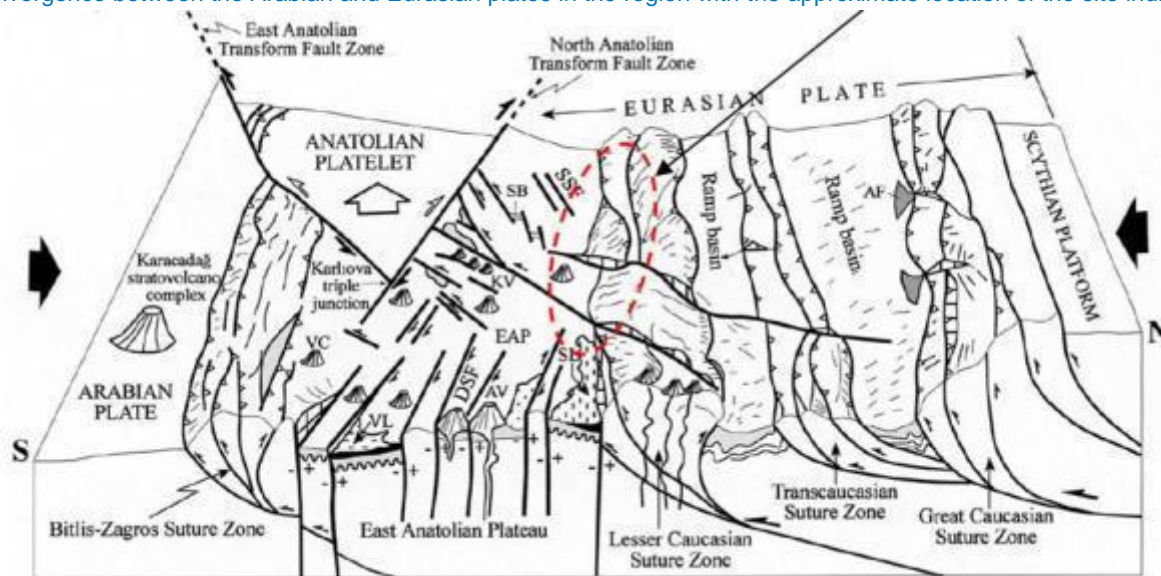 vergence between the Arabian and Eurasian plates in the region with the approximate location of the site
East Anatolian
Transform Fault Zone
North Anatolian
Transform Fault Zone
EURASIAN PLATE
ANATOLIAN
PLATELET
SB
SSF
AF
SCYTHIAN PLATFORM
Ramp basin
Ramp basin
Karacadağ
stratovolcano
complex
Karlıova
triple
junction
KV
EAP
VC
ARABIAN
PLATE
DSF
AV
VL
S
N
Bitlis-Zagros Suture Zone
East Anatolian Plateau
Lesser Caucasian
Suture Zone
Transcaucasian
Suture Zone
Great Caucasian
Suture Zone